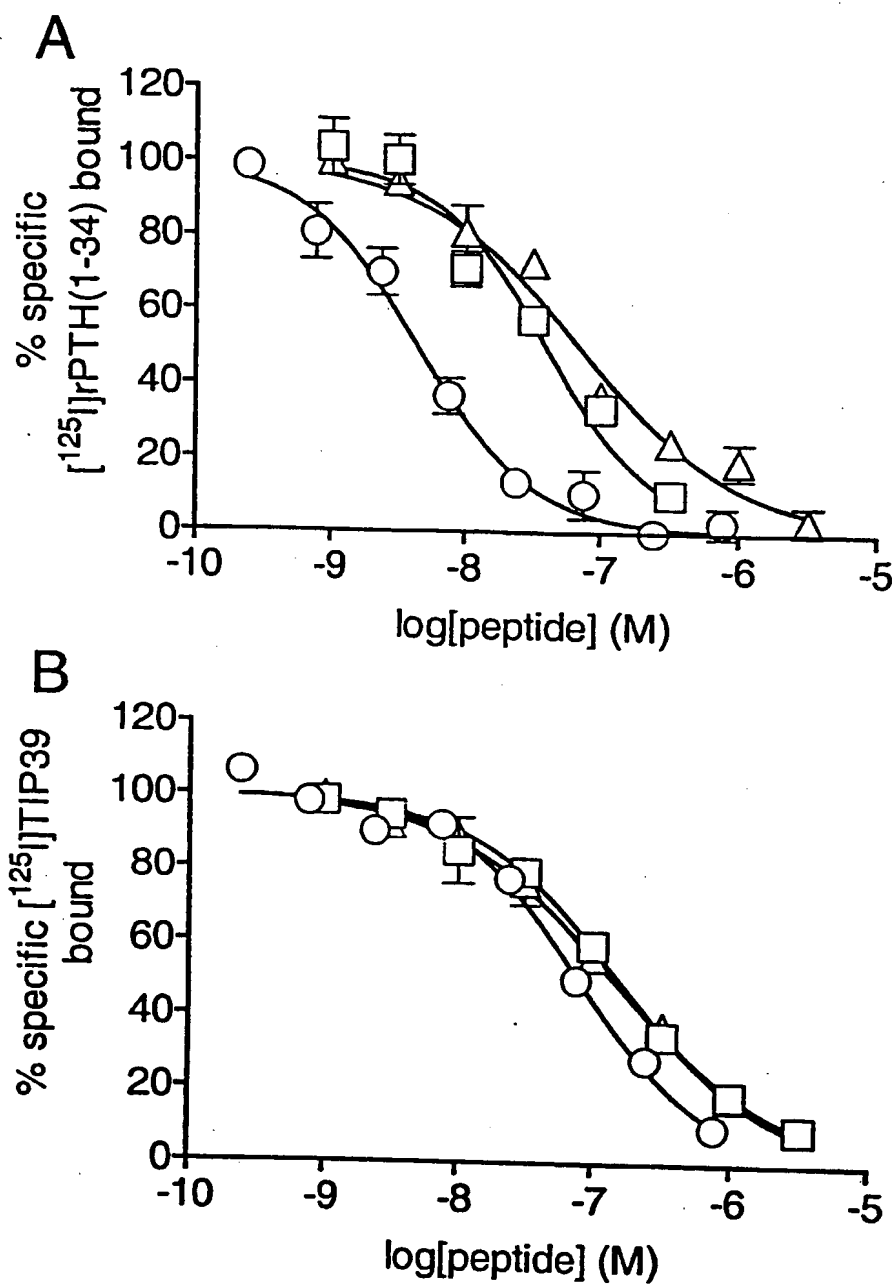 A
120
100
80
60
40
20
0
% specific
[125I]rPTH(1-34) bound
-10 -9 -8 -7 -6 -5
log[peptide] (M)
B
120
100
80
60
40
20
0
% specific [125I]TIP39
bound
-10 -9 -8 -7 -6 -5
log[peptide] (M)